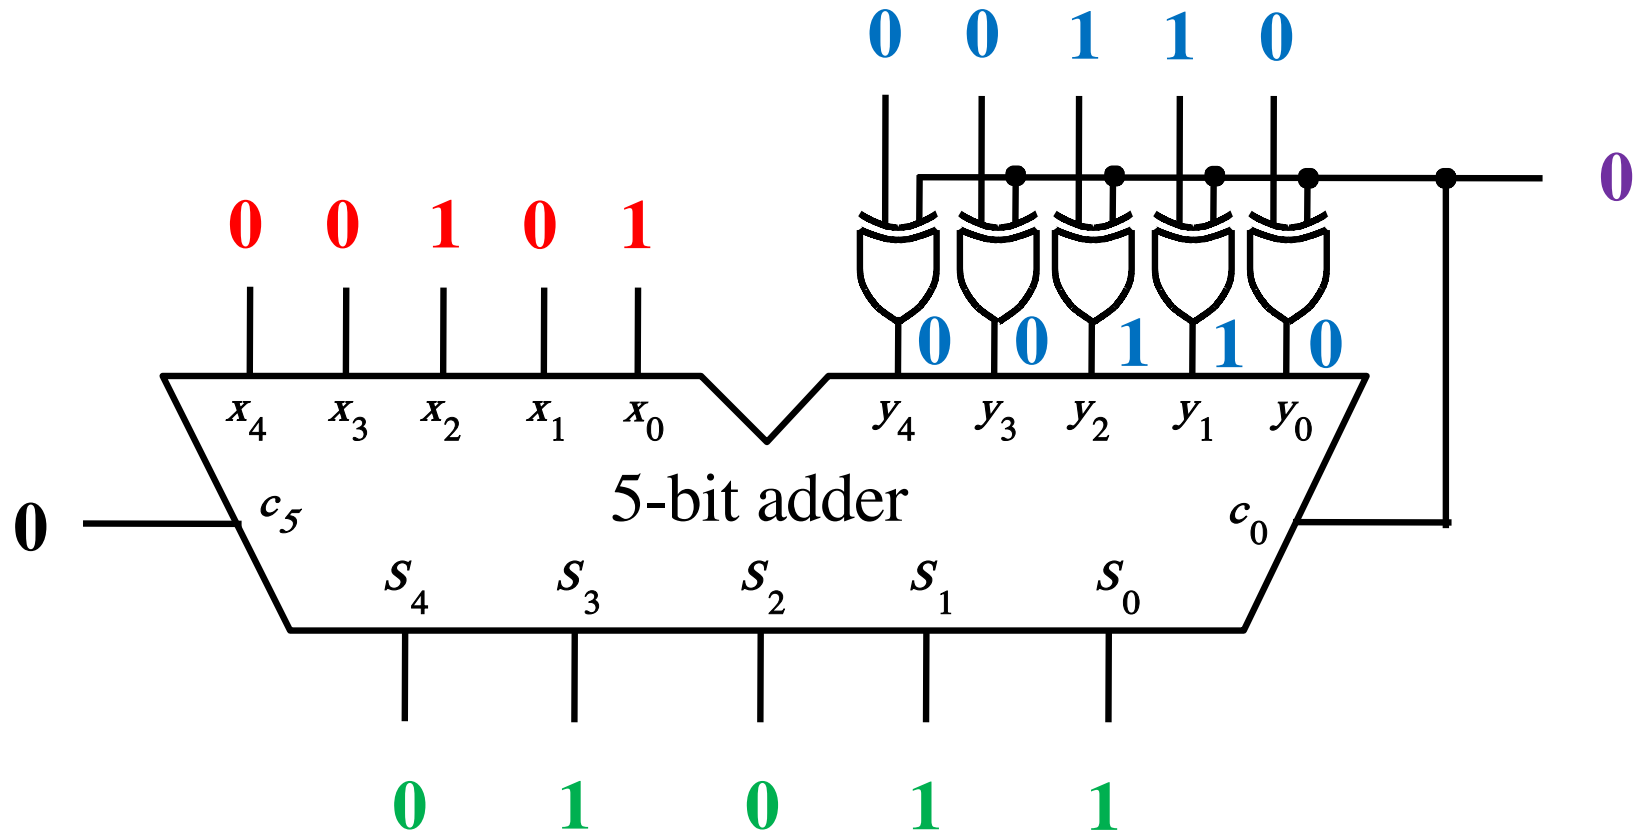 0 0 1 1 0
0
0 0 1 0 1
0 0 1 1 0
x4 x3 x2 x1 x0 y4 y3 y2 y1 y0
5-bit adder
0 c5 c0
S4 S3 S2 S1 S0
0 1 0 1 1